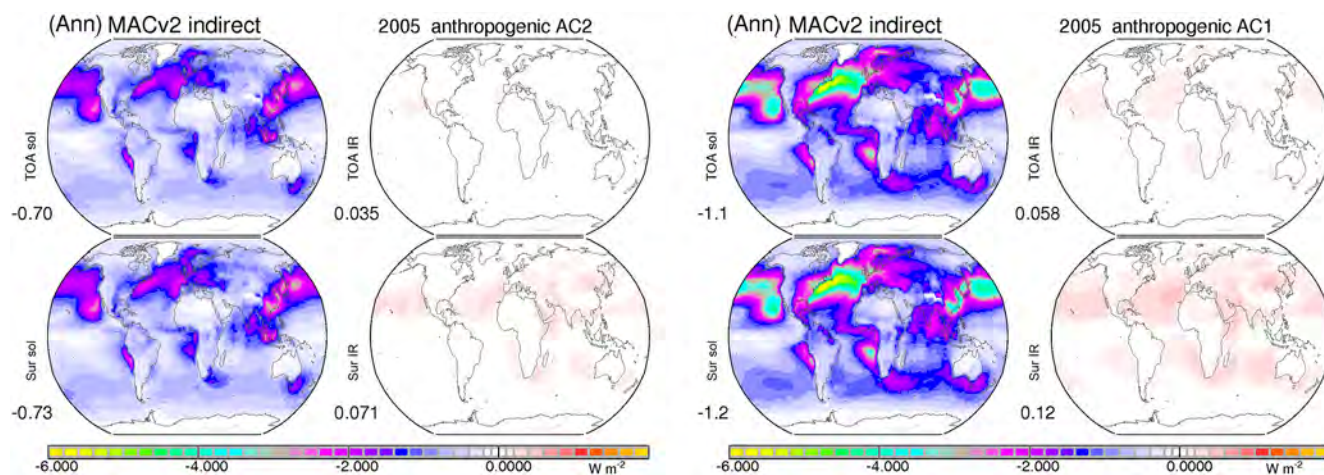 (Ann) MACv2 indirect
2005 anthropogenic AC2
TOA sol
-0.70
TOA IR
0.035
Sur sol
-0.73
Sur IR
0.071
-6.000 -4.000 -2.000 0.0000 W m-2
(Ann) MACv2 indirect
2005 anthropogenic AC1
TOA sol
-1.1
TOA IR
0.058
Sur sol
-1.2
Sur IR
0.12
-6.000 -4.000 -2.000 0.0000 W m-2